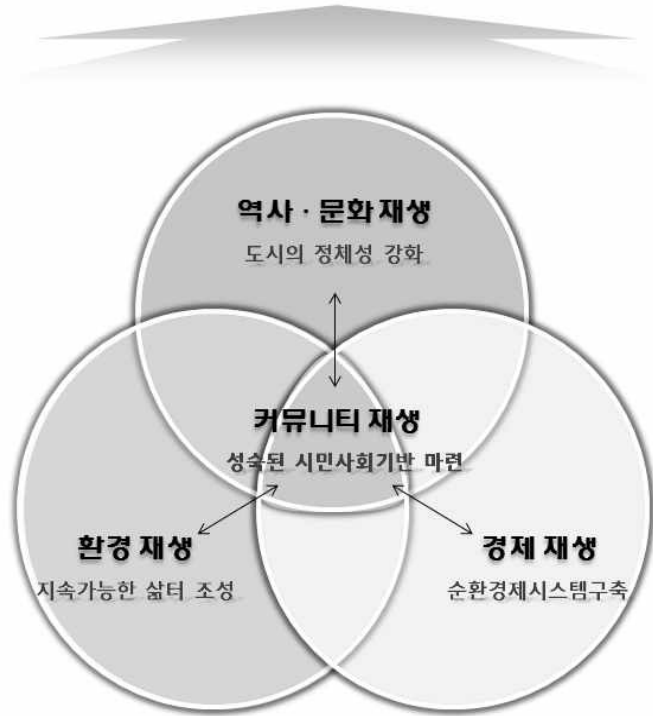 역사 · 문화 재생
도시의 정체성 강화
커뮤니티 재생
성숙된 시민사회기반 마련
환경 재생
지속가능한 삶터 조성
경제 재생
순환경제시스템구축